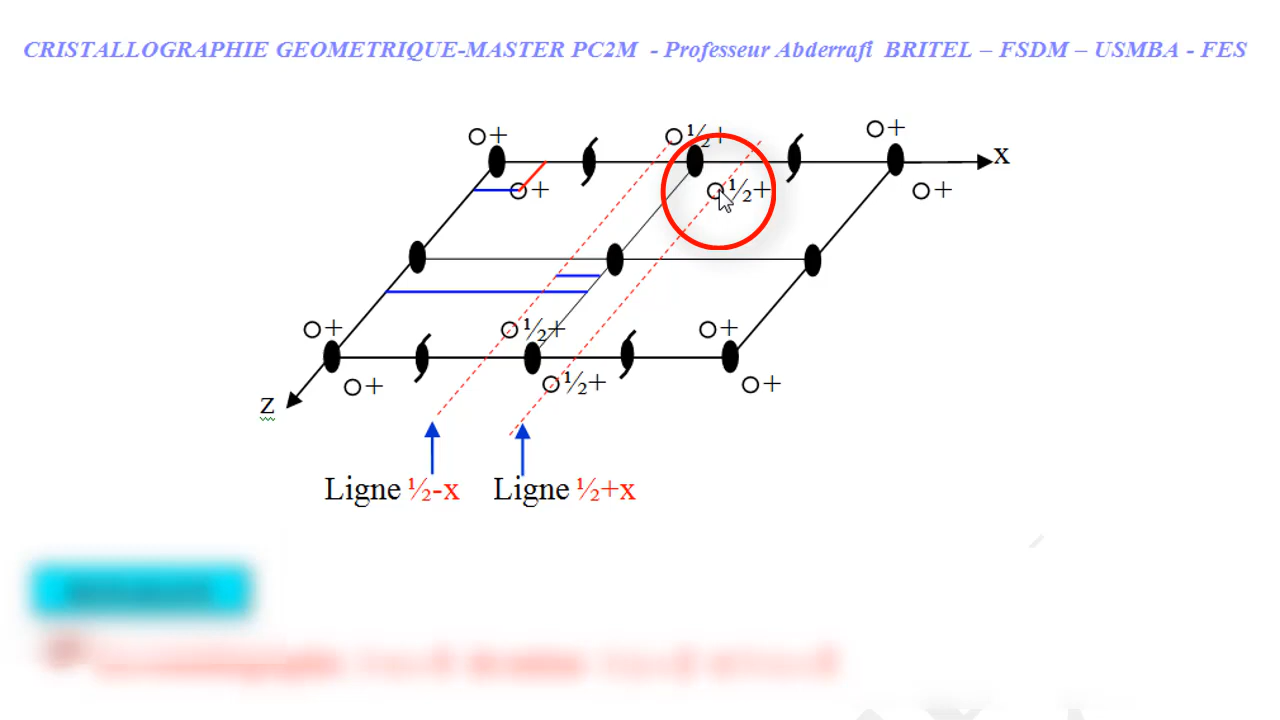 CRISTALLOGRAPHIE GEOMETRIQUE-MASTER PC2M - Professeur Abderrafi BRITEL – FSDM – USMBA - FES
+ ½+ +
x
+ ½+ +
+ ½+ +
+ ½+ +
z
Ligne ½-x Ligne ½+x